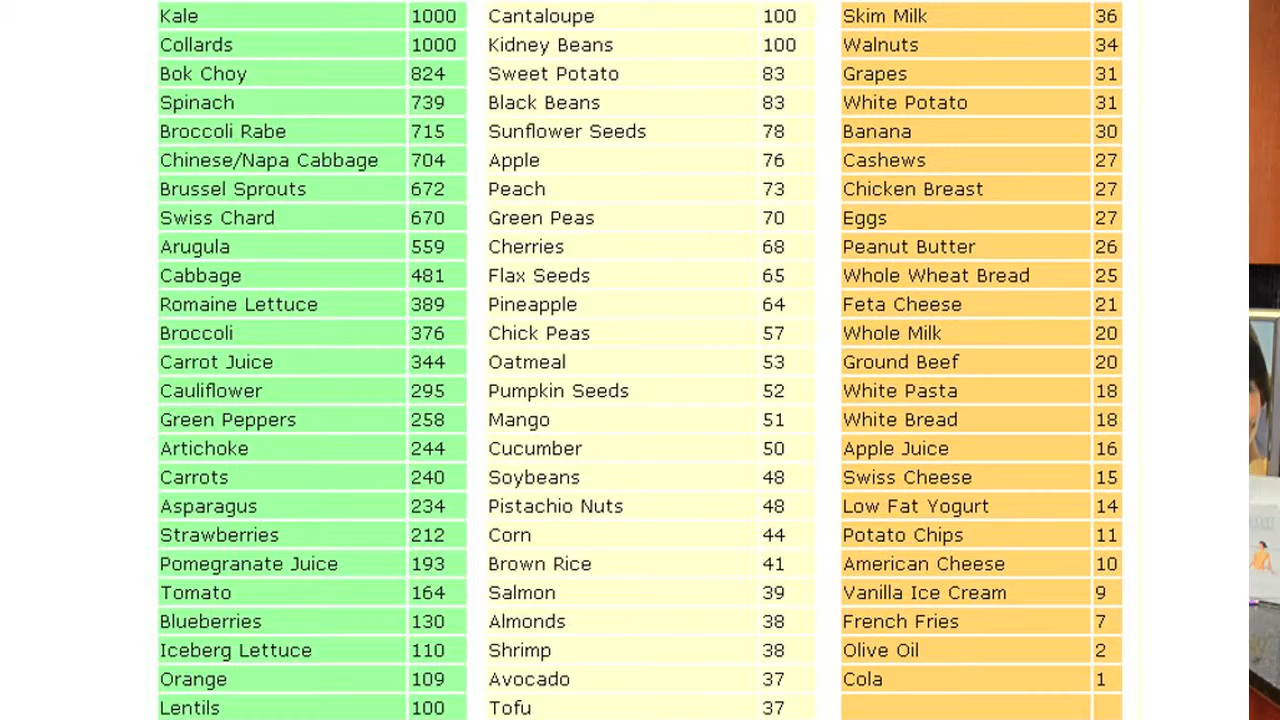 Kale 1000 Cantaloupe 100 Skim Milk 36
Collards 1000 Kidney Beans 100 Walnuts 34
Bok Choy 824 Sweet Potato 83 Grapes 31
Spinach 739 Black Beans 83 White Potato 31
Broccoli Rabe 715 Sunflower Seeds 78 Banana 30
Chinese/Napa Cabbage 704 Apple 76 Cashews 27
Brussel Sprouts 672 Peach 73 Chicken Breast 27
Swiss Chard 670 Green Peas 70 Eggs 27
Arugula 559 Cherries 68 Peanut Butter 26
Cabbage 481 Flax Seeds 65 Whole Wheat Bread 25
Romaine Lettuce 389 Pineapple 64 Feta Cheese 21
Broccoli 376 Chick Peas 57 Whole Milk 20
Carrot Juice 344 Oatmeal 53 Ground Beef 20
Cauliflower 295 Pumpkin Seeds 52 White Pasta 18
Green Peppers 258 Mango 51 White Bread 18
Artichoke 244 Cucumber 50 Apple Juice 16
Carrots 240 Soybeans 48 Swiss Cheese 15
Asparagus 234 Pistachio Nuts 48 Low Fat Yogurt 14
Strawberries 212 Corn 44 Potato Chips 11
Pomegranate Juice 193 Brown Rice 41 American Cheese 10
Tomato 164 Salmon 39 Vanilla Ice Cream 9
Blueberries 130 Almonds 38 French Fries 7
Iceberg Lettuce 110 Shrimp 38 Olive Oil 2
Orange 109 Avocado 37 Cola 1
Lentils 100 Tofu 37